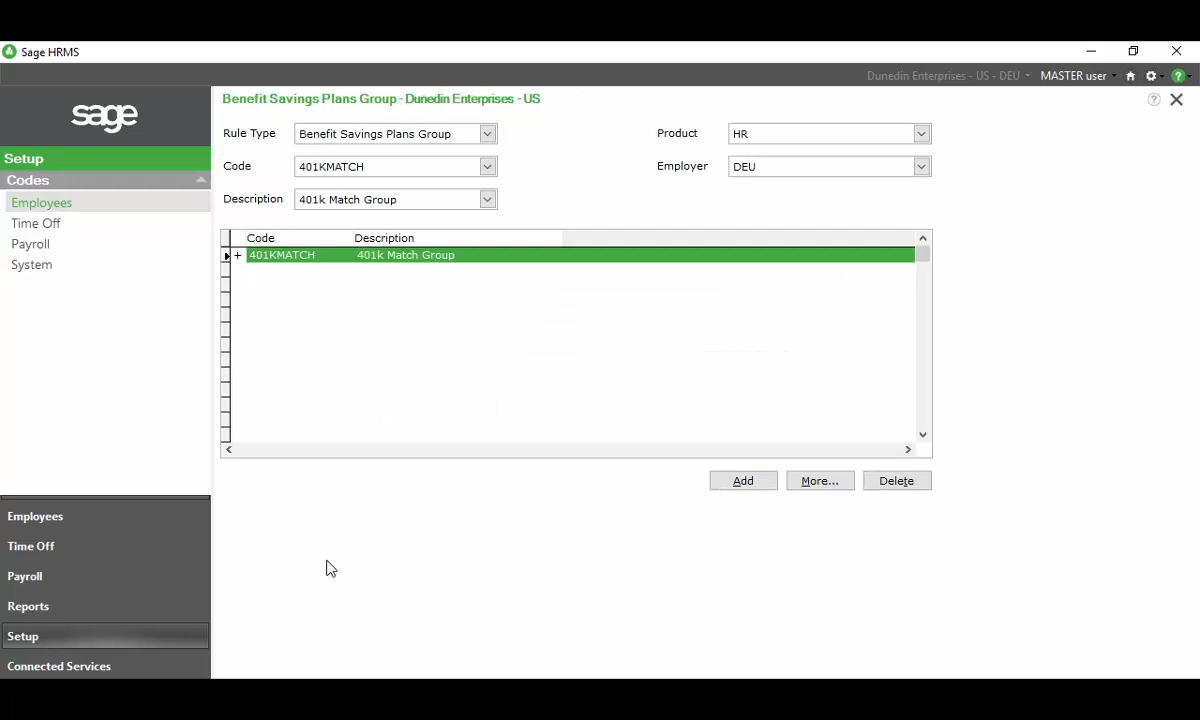 Sage HRMS
Dunedin Enterprises - US - DEU
MASTER user
?
sage
Setup
Codes
Employees
Time Off
Payroll
System
Benefit Savings Plans Group - Dunedin Enterprises - US
?
Rule Type
Benefit Savings Plans Group
Product
HR
Code
401KMATCH
Employer
DEU
Description
401k Match Group
Code Description
+ 401KMATCH 401k Match Group
Add
More...
Delete
Employees
Time Off
Payroll
Reports
Setup
Connected Services